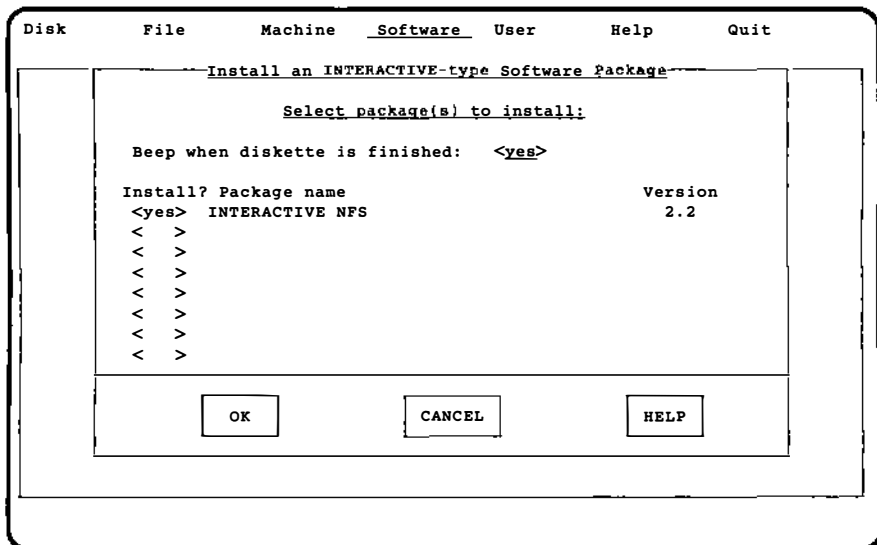 Disk File Machine Software User Help Quit
Install an INTERACTIVE-type Software Package
Select package(s) to install:
Beep when diskette is finished: <yes>
Install? Package name Version
<yes> INTERACTIVE NFS 2.2
< >
< >
< >
< >
< >
< >
< >
OK CANCEL HELP